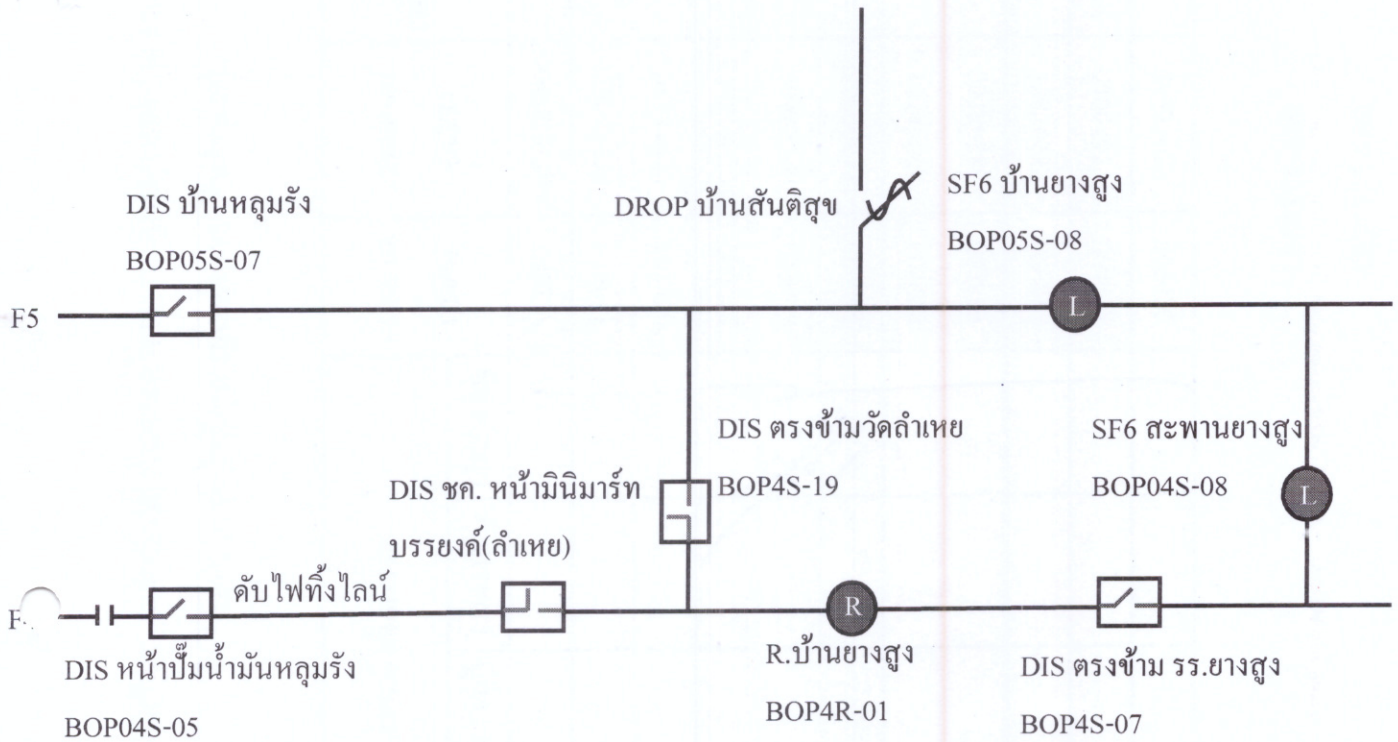 DIS บ้านหลุมรัง
BOP05S-07
DROP บ้านสันติสุข
SF6 บ้านยางสูง
BOP05S-08
F5
L
DIS ตรงข้ามวัดลำเหย
BOP4S-19
SF6 สะพานยางสูง
BOP04S-08
L
DIS ชค. หน้ามินิมาร์ท
บรรยงค์(ลำเหย)
F
ดับไฟทิ้งไลน์
R
DIS หน้าปั๊มน้ำมันหลุมรัง
BOP04S-05
R.บ้านยางสูง
BOP4R-01
DIS ตรงข้าม รร.ยางสูง
BOP4S-07